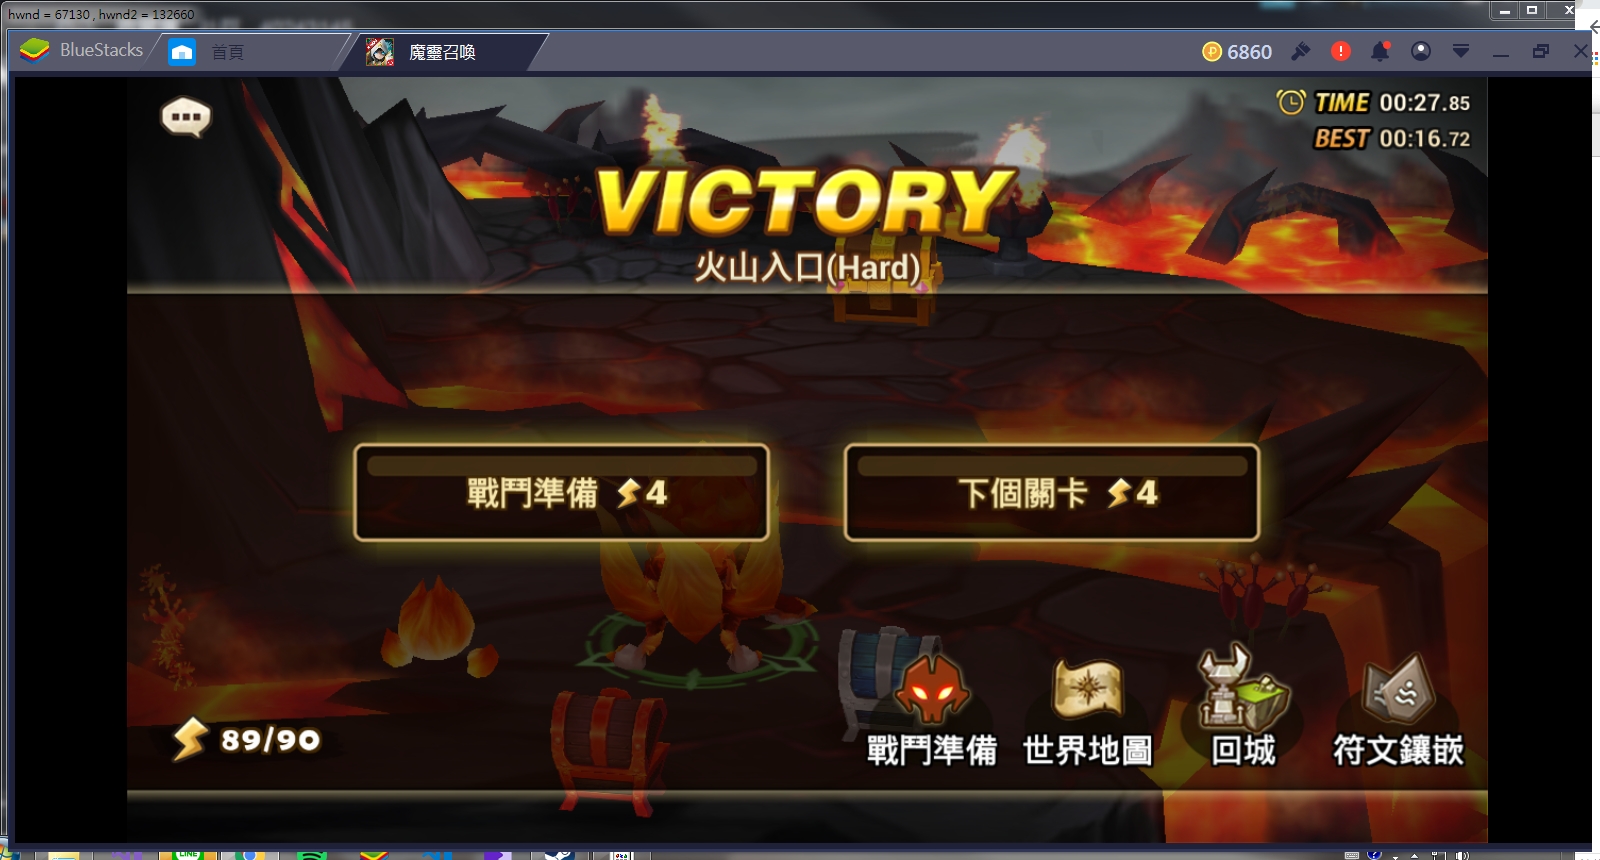 hwnd = 67130 , hwnd2 = 132660
BlueStacks
首頁
魔靈召喚
6860
TIME 00:27.85
BEST 00:16.72
VICTORY
火山入口(Hard)
戰鬥準備 4
下個關卡 4
89/90
戰鬥準備
世界地圖
回城
符文鑲嵌
LINE